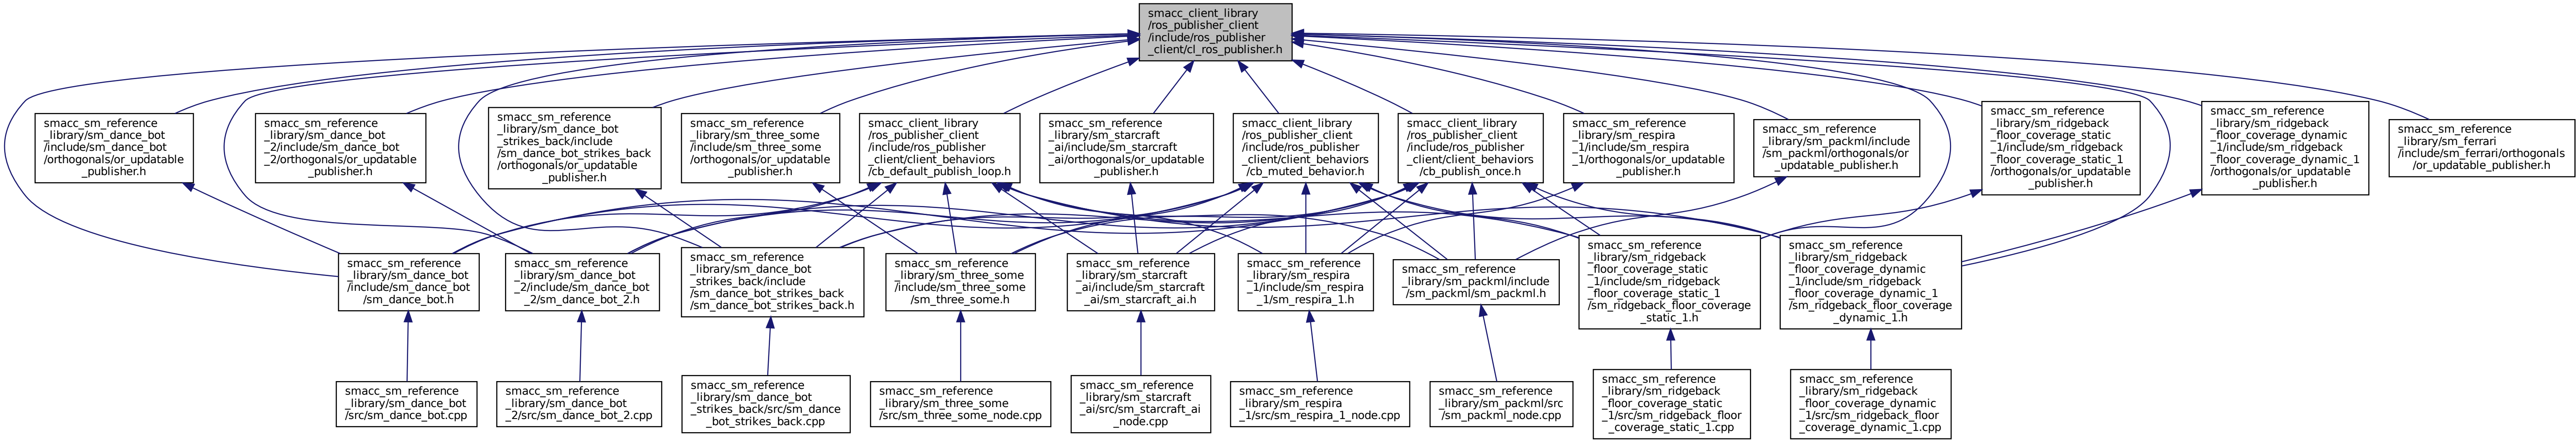 smacc_client_library
/ros_publisher_client
/include/ros_publisher
_client/cl_ros_publisher.h
smacc_sm_reference
_library/sm_dance_bot
/include/sm_dance_bot
/orthogonals/or_updatable
_publisher.h
smacc_sm_reference
_library/sm_dance_bot
_2/include/sm_dance_bot
_2/orthogonals/or_updatable
_publisher.h
smacc_sm_reference
_library/sm_dance_bot
_strikes_back/include
/sm_dance_bot_strikes_back
/orthogonals/or_updatable
_publisher.h
smacc_sm_reference
_library/sm_three_some
/include/sm_three_some
/orthogonals/or_updatable
_publisher.h
smacc_client_library
/ros_publisher_client
/include/ros_publisher
_client/client_behaviors
/cb_default_publish_loop.h
smacc_sm_reference
_library/sm_starcraft
_ai/include/sm_starcraft
_ai/orthogonals/or_updatable
_publisher.h
smacc_client_library
/ros_publisher_client
/include/ros_publisher
_client/client_behaviors
/cb_muted_behavior.h
smacc_client_library
/ros_publisher_client
/include/ros_publisher
_client/client_behaviors
/cb_publish_once.h
smacc_sm_reference
_library/sm_respira
_1/include/sm_respira
_1/orthogonals/or_updatable
_publisher.h
smacc_sm_reference
_library/sm_packml/include
/sm_packml/orthogonals/or
_updatable_publisher.h
smacc_sm_reference
_library/sm_ridgeback
_floor_coverage_static
_1/include/sm_ridgeback
_floor_coverage_static_1
/orthogonals/or_updatable
_publisher.h
smacc_sm_reference
_library/sm_ridgeback
_floor_coverage_dynamic
_1/include/sm_ridgeback
_floor_coverage_dynamic_1
/orthogonals/or_updatable
_publisher.h
smacc_sm_reference
_library/sm_ferrari
/include/sm_ferrari/orthogonals
/or_updatable_publisher.h
smacc_sm_reference
_library/sm_dance_bot
/include/sm_dance_bot
/sm_dance_bot.h
smacc_sm_reference
_library/sm_dance_bot
_2/include/sm_dance_bot
_2/sm_dance_bot_2.h
smacc_sm_reference
_library/sm_dance_bot
_strikes_back/include
/sm_dance_bot_strikes_back
/sm_dance_bot_strikes_back.h
smacc_sm_reference
_library/sm_three_some
/include/sm_three_some
/sm_three_some.h
smacc_sm_reference
_library/sm_starcraft
_ai/include/sm_starcraft
_ai/sm_starcraft_ai.h
smacc_sm_reference
_library/sm_respira
_1/include/sm_respira
_1/sm_respira_1.h
smacc_sm_reference
_library/sm_packml/include
/sm_packml/sm_packml.h
smacc_sm_reference
_library/sm_ridgeback
_floor_coverage_static
_1/include/sm_ridgeback
_floor_coverage_static_1
/sm_ridgeback_floor_coverage
_static_1.h
smacc_sm_reference
_library/sm_ridgeback
_floor_coverage_dynamic
_1/include/sm_ridgeback
_floor_coverage_dynamic_1
/sm_ridgeback_floor_coverage
_dynamic_1.h
smacc_sm_reference
_library/sm_dance_bot
/src/sm_dance_bot.cpp
smacc_sm_reference
_library/sm_dance_bot
_2/src/sm_dance_bot_2.cpp
smacc_sm_reference
_library/sm_dance_bot
_strikes_back/src/sm_dance
_bot_strikes_back.cpp
smacc_sm_reference
_library/sm_three_some
/src/sm_three_some_node.cpp
smacc_sm_reference
_library/sm_starcraft
_ai/src/sm_starcraft_ai
_node.cpp
smacc_sm_reference
_library/sm_respira
_1/src/sm_respira_1_node.cpp
smacc_sm_reference
_library/sm_packml/src
/sm_packml_node.cpp
smacc_sm_reference
_library/sm_ridgeback
_floor_coverage_static
_1/src/sm_ridgeback_floor
_coverage_static_1.cpp
smacc_sm_reference
_library/sm_ridgeback
_floor_coverage_dynamic
_1/src/sm_ridgeback_floor
_coverage_dynamic_1.cpp